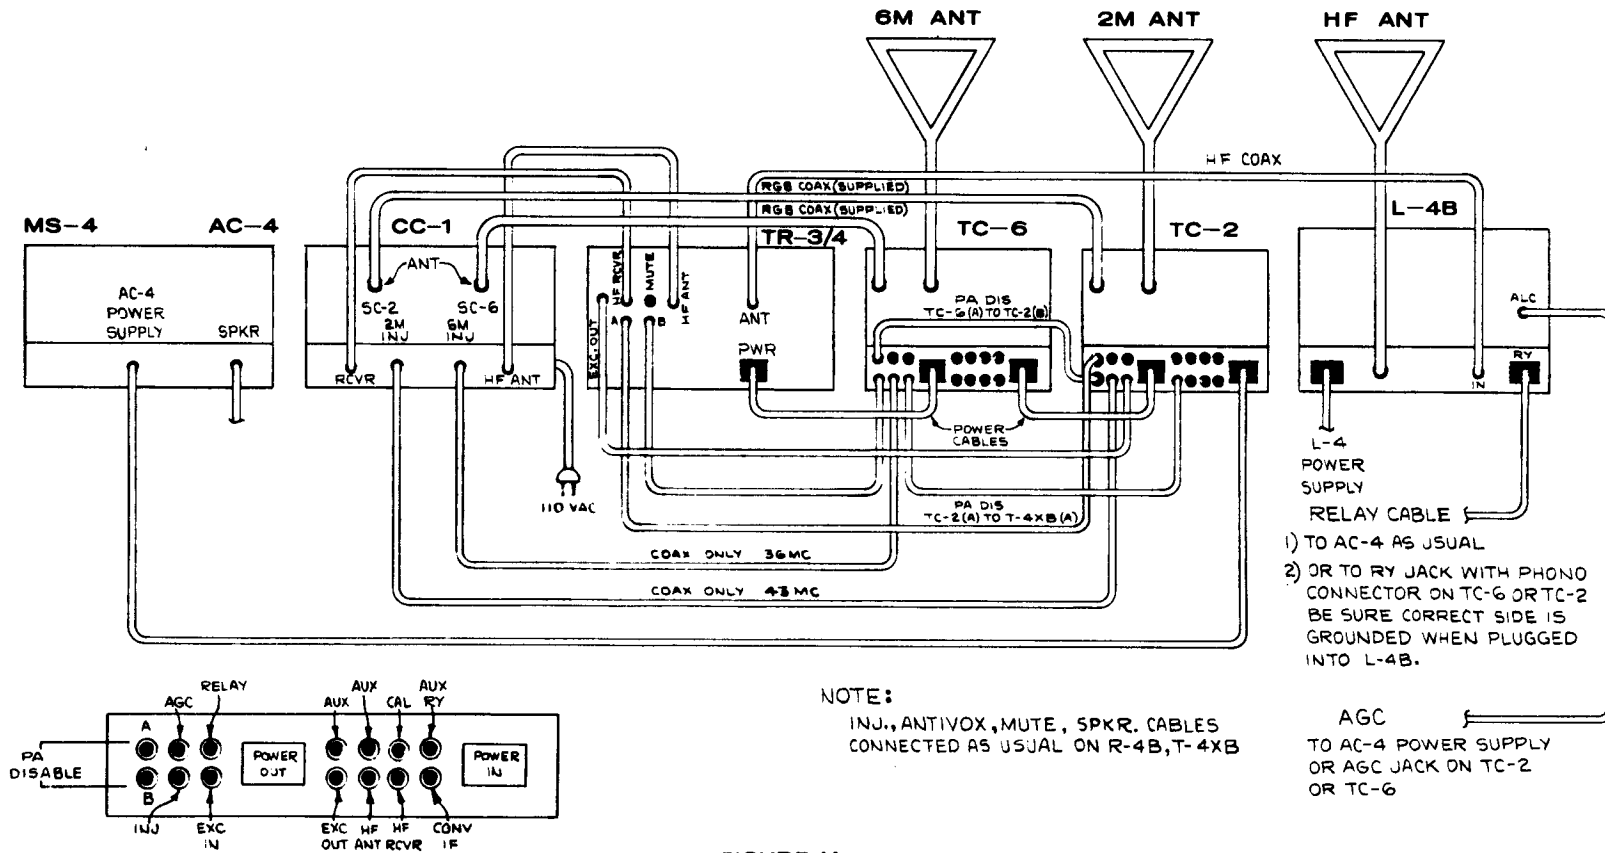 6M ANT
2M ANT
HF ANT
HF COAX
RG8 COAX (SUPPLIED)
RG8 COAX (SUPPLIED)
MS-4
AC-4
CC-1
TR-3/4
TC-6
TC-2
L-4B
AC-4
POWER
SUPPLY
SPKR
ANT
SC-2
SC-6
2M
INJ
6M
INJ
RCVR
HF ANT
110 VAC
EXC. OUT
HF RCVR
MUTE
HF ANT
A
B
ANT
PWR
PA DIS
TC-6(A) TO TC-2(B)
POWER
CABLES
PA DIS
TC-2(A) TO T-4XB(A)
COAX ONLY 36MC
COAX ONLY 43MC
ALC
RY
IN
L-4
POWER
SUPPLY
RELAY CABLE
1) TO AC-4 AS USUAL
2) OR TO RY JACK WITH PHONO
CONNECTOR ON TC-6 OR TC-2
BE SURE CORRECT SIDE IS
GROUNDED WHEN PLUGGED
INTO L-4B.
AGC
TO AC-4 POWER SUPPLY
OR AGC JACK ON TC-2
OR TC-6
NOTE:
INJ., ANTIVOX, MUTE, SPKR. CABLES
CONNECTED AS USUAL ON R-4B, T-4XB
PA
DISABLE
A
B
AGC
RELAY
AUX
AUX
CAL
AUX
RY
POWER
OUT
POWER
IN
INJ
EXC
IN
EXC
OUT
HF
ANT
HF
RCVR
CONV
IF